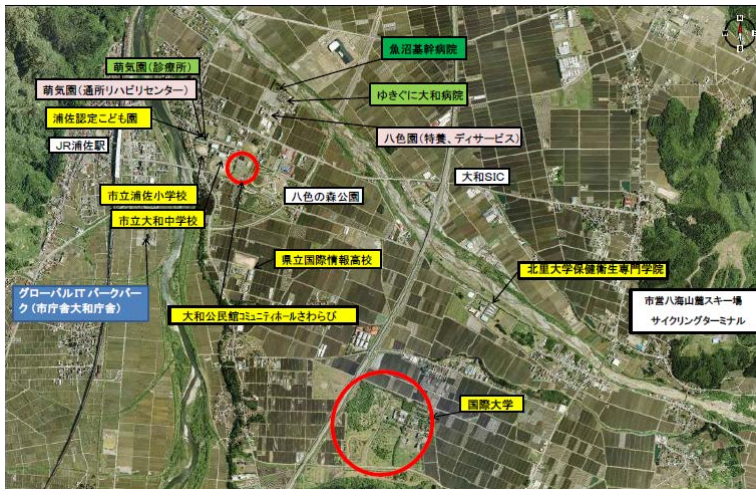 魚沼基幹病院
萌気園(診療所)
萌気園(通所リハビリセンター)
ゆきぐに大和病院
浦佐認定こども園
八色園(特養、デイサービス)
JR浦佐駅
大和SIC
市立浦佐小学校
八色の森公園
市立大和中学校
県立国際情報高校
北里大学保健衛生専門学院
グローバルITパークパー
ク(市庁舎大和庁舎)
大和公民館コミュニティホールさわらび
市営八海山麓スキー場
サイクリングターミナル
国際大学